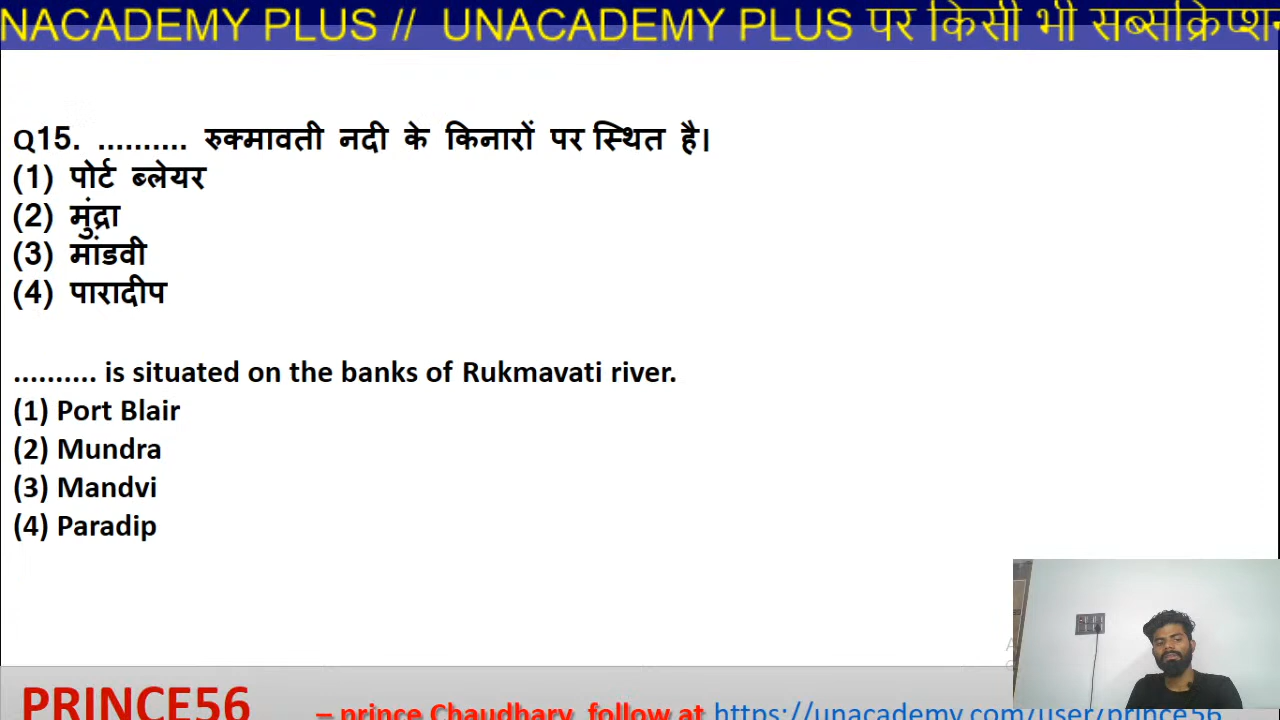 NACADEMY PLUS // UNACADEMY PLUS पर किसी भी सब्सक्रिप्शन
Q15. .......... रुक्मावती नदी के किनारों पर स्थित है।
(1) पोर्ट ब्लेयर
(2) मुंद्रा
(3) मांडवी
(4) पारादीप
.......... is situated on the banks of Rukmavati river.
(1) Port Blair
(2) Mundra
(3) Mandvi
(4) Paradip
PRINCE56 – prince Chaudhary follow at https://unacademy.com/user/prince56